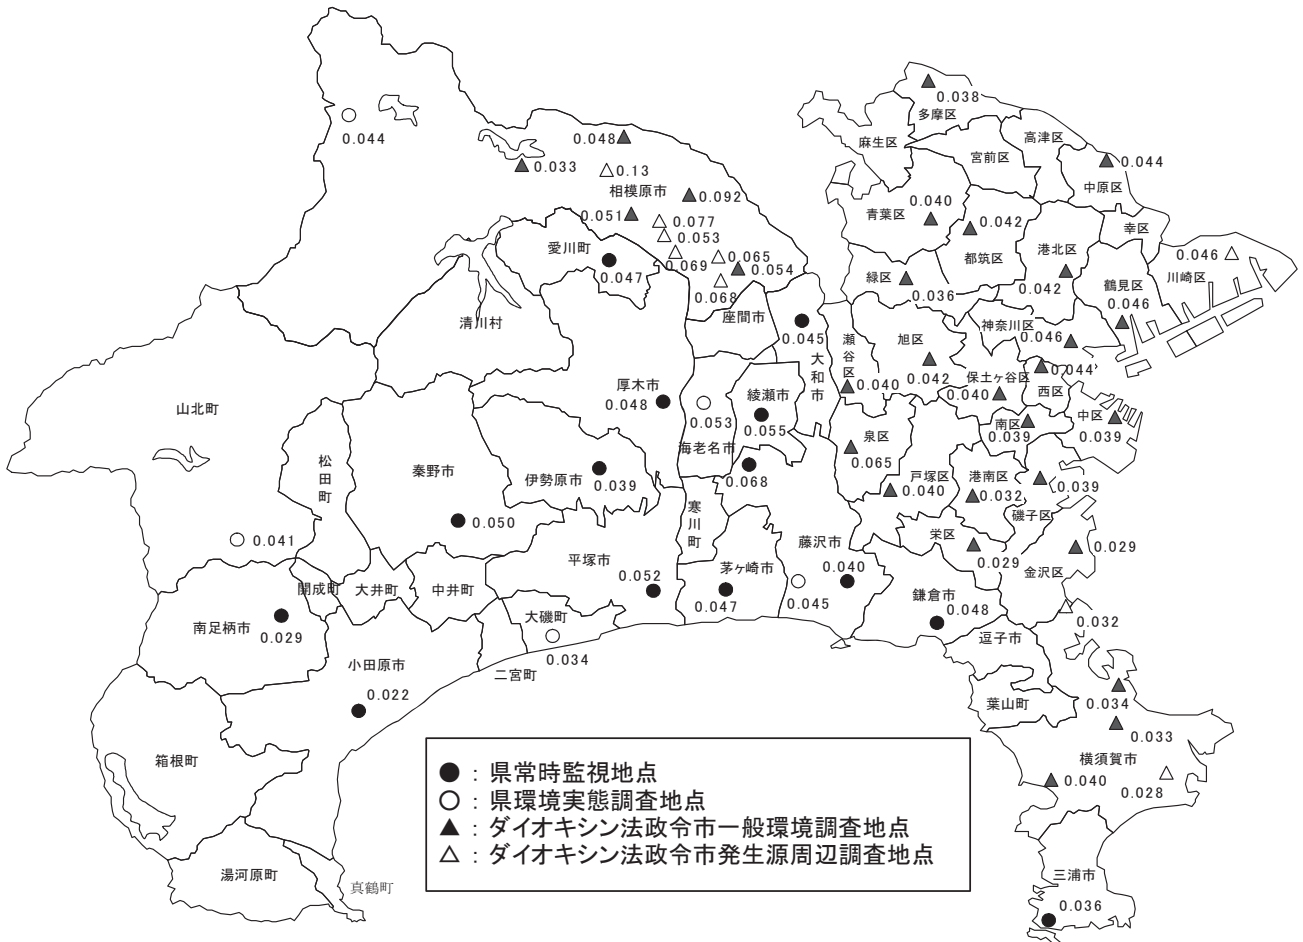 0.038
多摩区
高津区
麻生区
宮前区
0.044
0.044
0.048
0.033
0.13
相模原市
中原区
0.092
0.040
青葉区
0.051
0.042
0.077
幸区
0.053
港北区
愛川町
0.069
0.065
都筑区
0.046
0.047
0.054
緑区
川崎区
鶴見区
0.068
0.036
0.042
0.046
清川村
座間市
神奈川区
0.045
瀬谷区
旭区
0.046
大和市
0.044
0.042
保土ヶ谷区
厚木市
綾瀬市
0.040
西区
0.048
0.040
山北町
0.053
0.055
南区
中区
0.039
0.039
海老名市
泉区
松田町
秦野市
伊勢原市
0.065
戸塚区
港南区
0.039
0.068
0.040
0.032
0.039
寒川町
磯子区
0.050
栄区
0.041
藤沢市
0.029
0.029
平塚市
茅ヶ崎市
0.040
金沢区
0.052
開成町
大井町
中井町
0.047
0.045
鎌倉市
0.048
南足柄市
0.029
大磯町
0.032
逗子市
0.034
小田原市
二宮町
0.022
葉山町
0.034
0.033
箱根町
横須賀市
0.040
0.028
● : 県常時監視地点
○ : 県環境実態調査地点
▲ : ダイオキシン法政令市一般環境調査地点
△ : ダイオキシン法政令市発生源周辺調査地点
湯河原町
真鶴町
三浦市
0.036